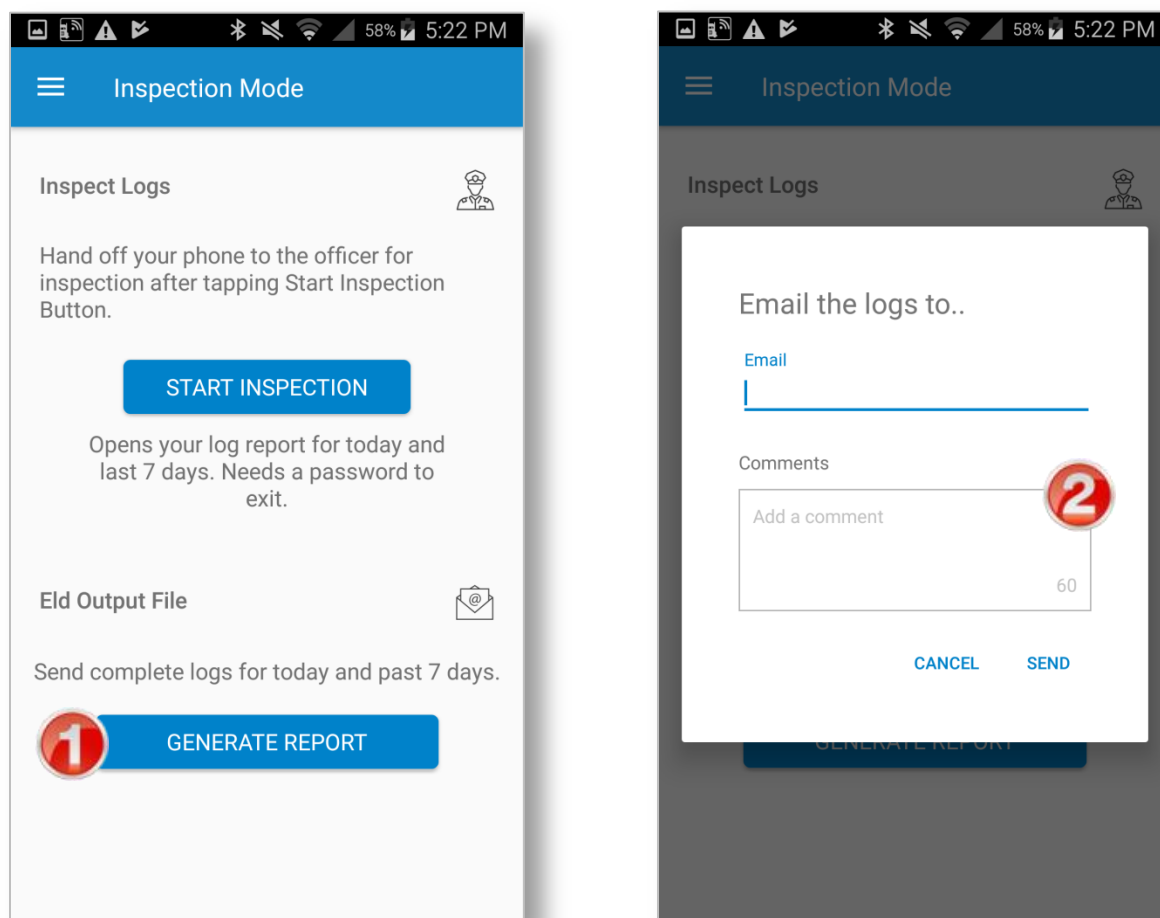 58% 5:22 PM
Inspection Mode
Inspect Logs
Hand off your phone to the officer for
inspection after tapping Start Inspection
Button.
START INSPECTION
Opens your log report for today and
last 7 days. Needs a password to
exit.
Eld Output File
@
Send complete logs for today and past 7 days.
1
GENERATE REPORT
58% 5:22 PM
Inspection Mode
Inspect Logs
Email the logs to..
Email
Comments
2
Add a comment
60
CANCEL SEND
GENERATE REPORT